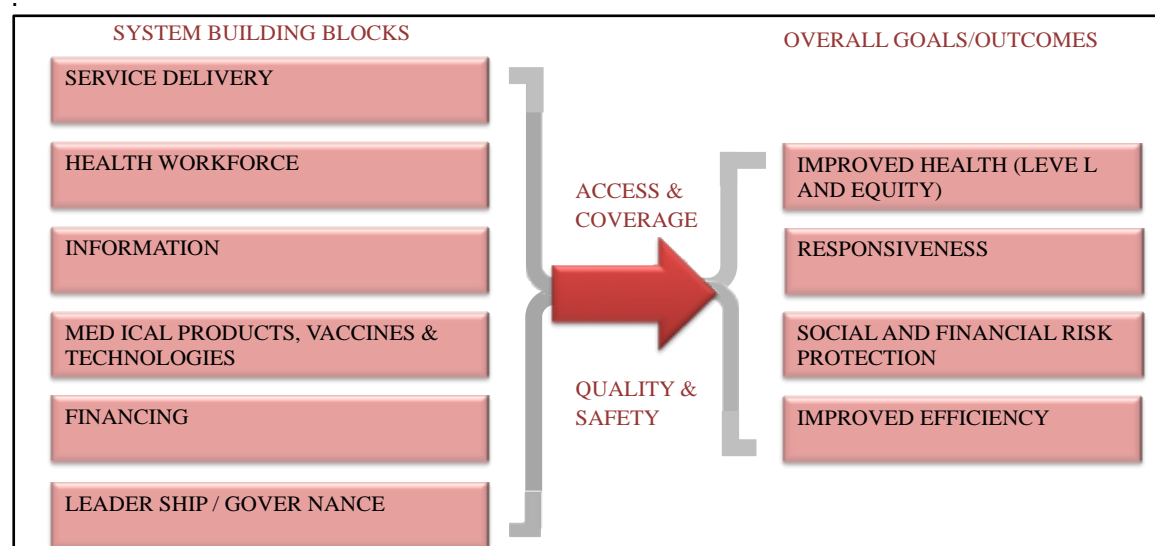 .
SYSTEM BUILDING BLOCKS
SERVICE DELIVERY
HEALTH WORKFORCE
INFORMATION
MED ICAL PRODUCTS, VACCINES &
TECHNOLOGIES
FINANCING
LEADER SHIP / GOVER NANCE
ACCESS &
COVERAGE
QUALITY &
SAFETY
OVERALL GOALS/OUTCOMES
IMPROVED HEALTH (LEVE L
AND EQUITY)
RESPONSIVENESS
SOCIAL AND FINANCIAL RISK
PROTECTION
IMPROVED EFFICIENCY